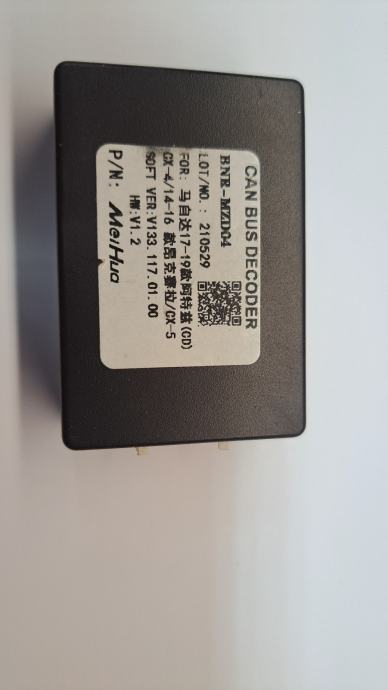 CAN BUS DECODER
BNR-MZD04
LOT/NO.: 210529
FOR: 马自达17-19款阿特兹(CD)
CX-4/14-16 款昂克赛拉/CX-5
SOFT VER:V133.117.01.00
HW:V1.2
P/N: MeiHua